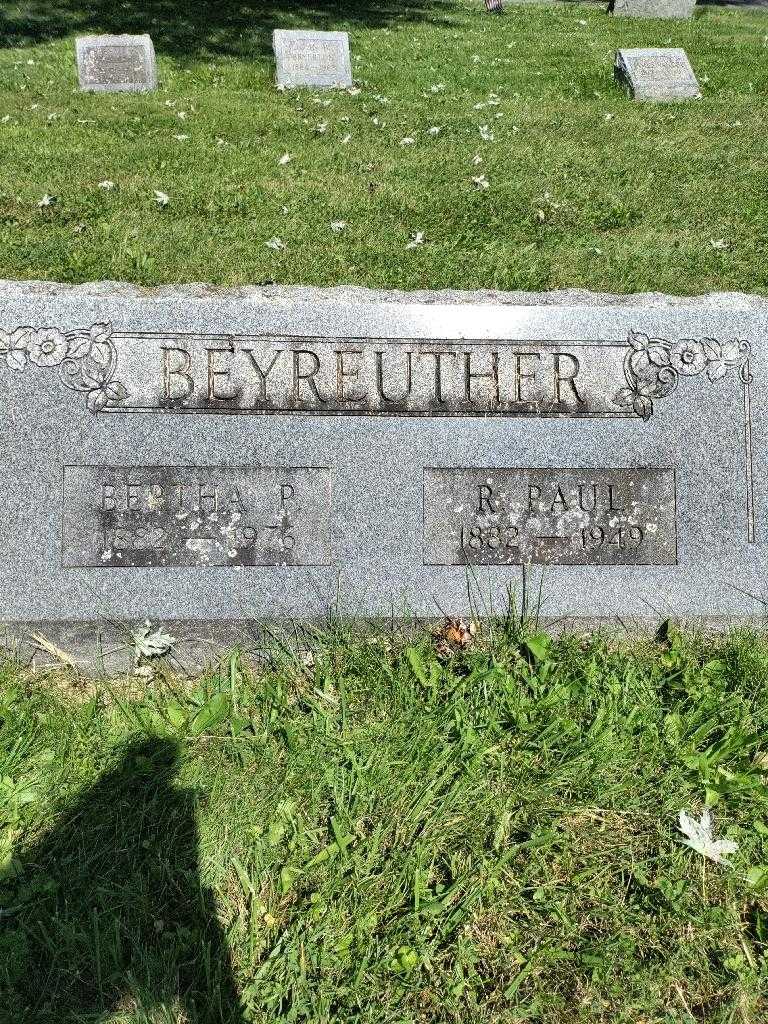 BEYREUTHER
BERTHA P.
1882 — 1976
R. PAUL
1882 — 1949